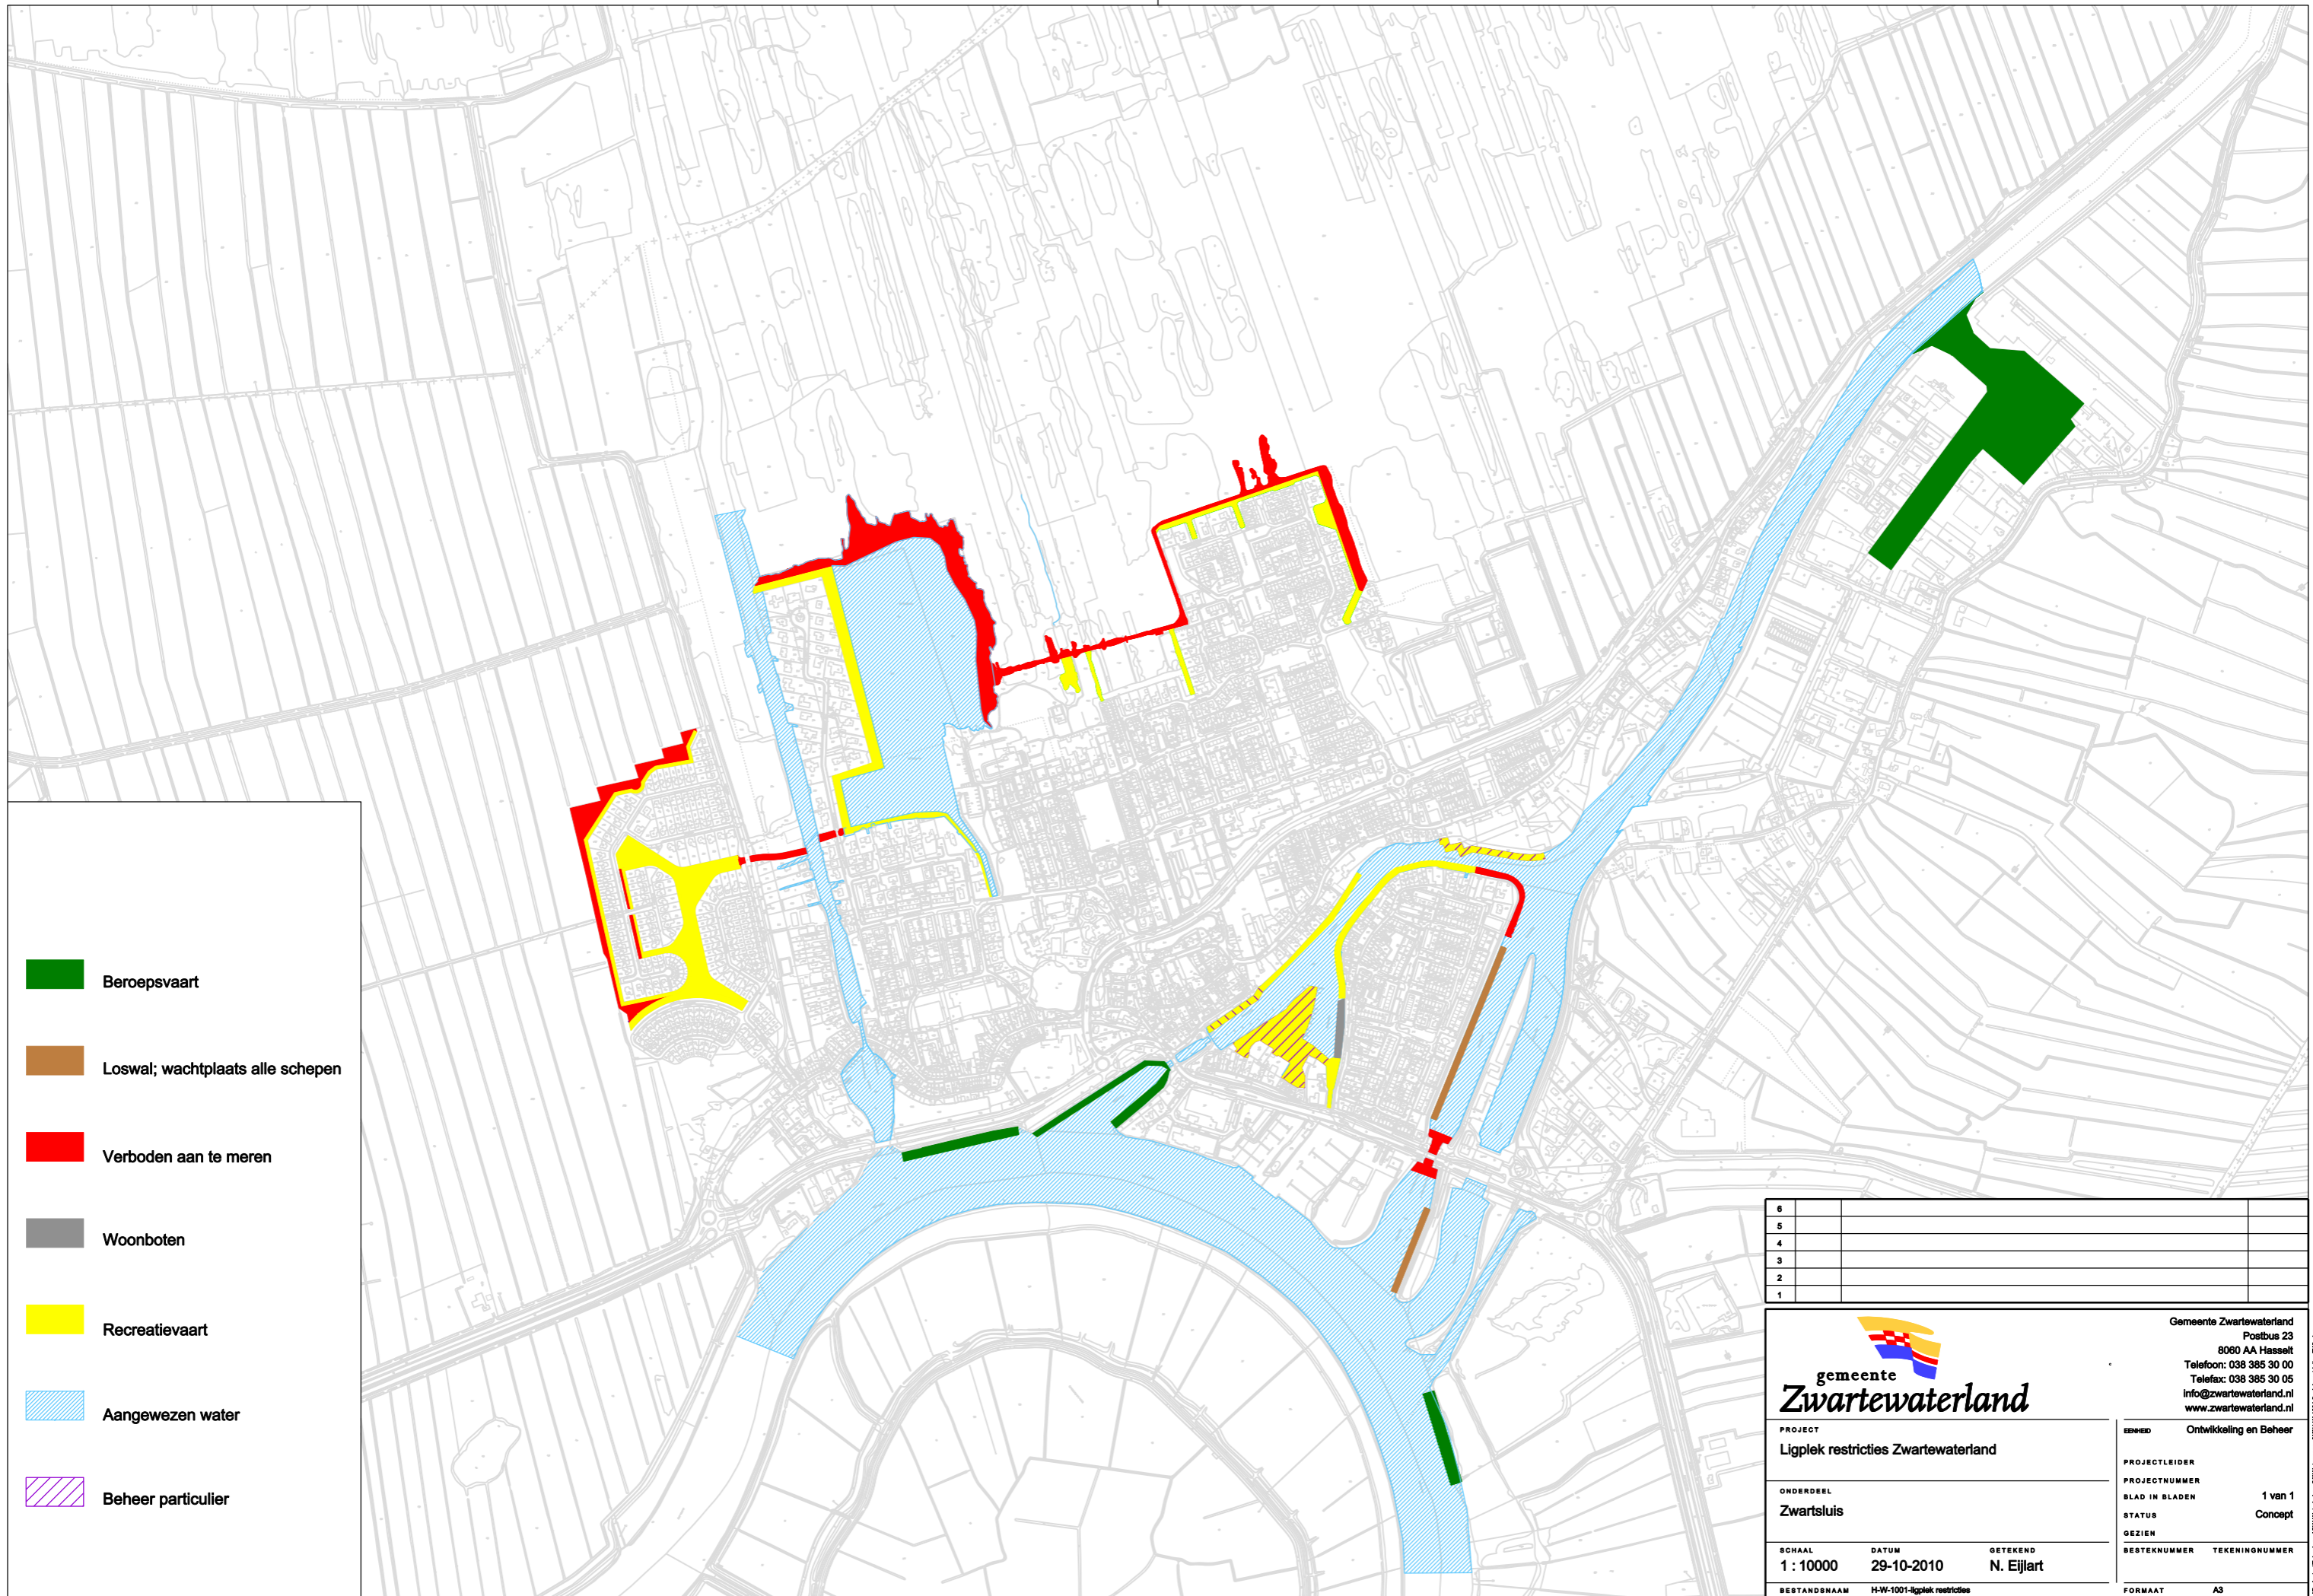 Beroepsvaart
Loswal; wachtplaats alle schepen
Verboden aan te meren
Woonboten
Recreatievaart
Aangewezen water
Beheer particulier
6
5
4
3
2
1
gemeente
Zwartewaterland
Gemeente Zwartewaterland
Postbus 23
8060 AA Hasselt
Telefoon: 038 385 30 00
Telefax: 038 385 30 05
info@zwartewaterland.nl
www.zwartewaterland.nl
PROJECT
Ligplek restricties Zwartewaterland
EENHEID Ontwikkeling en Beheer
PROJECTLEIDER
PROJECTNUMMER
ONDERDEEL
Zwartsluis
BLAD IN BLADEN 1 van 1
STATUS Concept
GEZIEN
SCHAAL DATUM GETEKEND
1 : 10000 29-10-2010 N. Eijlart
BESTEKNUMMER TEKENINGNUMMER
BESTANDSNAAM H-W-1001-ligplek restricties
FORMAAT A3